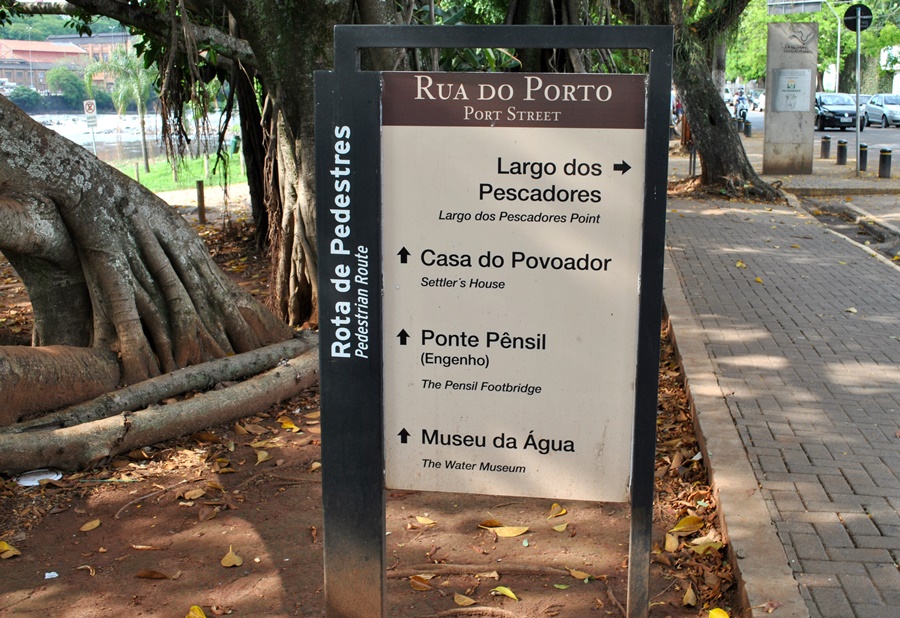 Rota de Pedestres
Pedestrian Route
RUA DO PORTO
PORT STREET
Largo dos
Pescadores
Largo dos Pescadores Point
Casa do Povoador
Settler's House
Ponte Pênsil
(Engenho)
The Pensil Footbridge
Museu da Água
The Water Museum